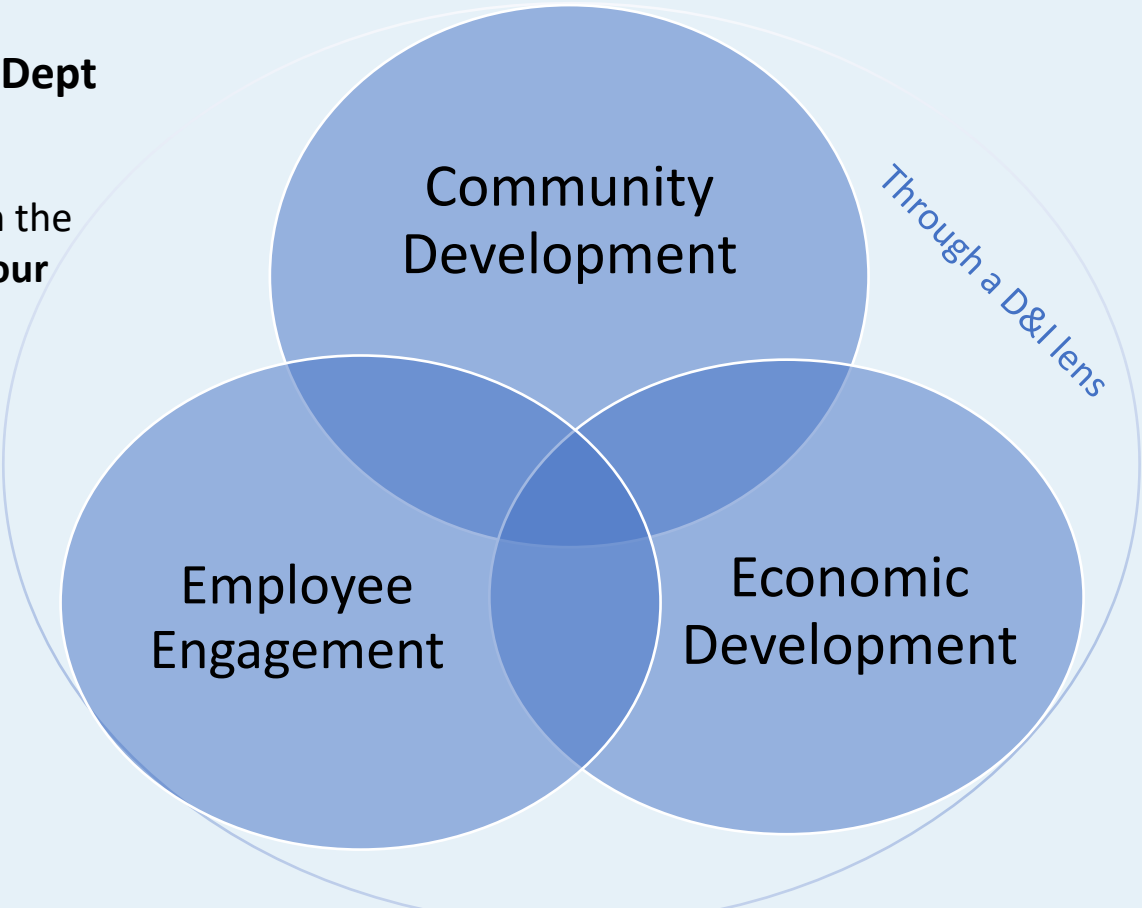 Dept
the
our
Community
Development
Through a D&I lens
Employee
Engagement
Economic
Development